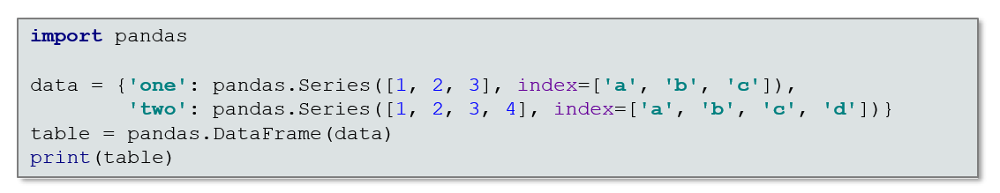 import pandas

data = {'one': pandas.Series([1, 2, 3], index=['a', 'b', 'c']),
        'two': pandas.Series([1, 2, 3, 4], index=['a', 'b', 'c', 'd'])}
table = pandas.DataFrame(data)
print(table)